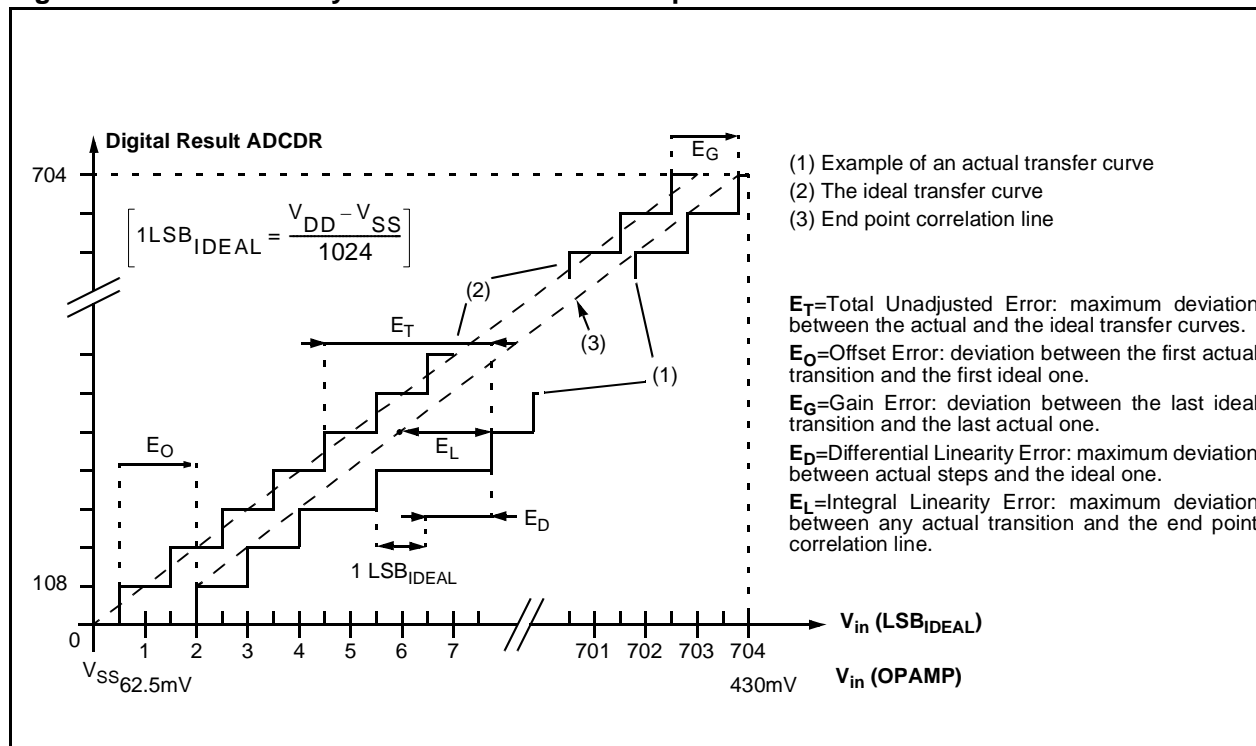 Digital Result ADCDR
E_G
704
(1) Example of an actual transfer curve
(2) The ideal transfer curve
(3) End point correlation line
[1LSB_IDEAL = (V_DD – V_SS) / 1024]
(2)
E_T
(3)
(1)
E_T=Total Unadjusted Error: maximum deviation
between the actual and the ideal transfer curves.
E_O=Offset Error: deviation between the first actual
transition and the first ideal one.
E_G=Gain Error: deviation between the last ideal
transition and the last actual one.
E_D=Differential Linearity Error: maximum deviation
between actual steps and the ideal one.
E_L=Integral Linearity Error: maximum deviation
between any actual transition and the end point
correlation line.
E_O
E_L
E_D
1 LSB_IDEAL
108
0
1 2 3 4 5 6 7 701 702 703 704
V_in (LSB_IDEAL)
V_SS 62.5mV
430mV
V_in (OPAMP)